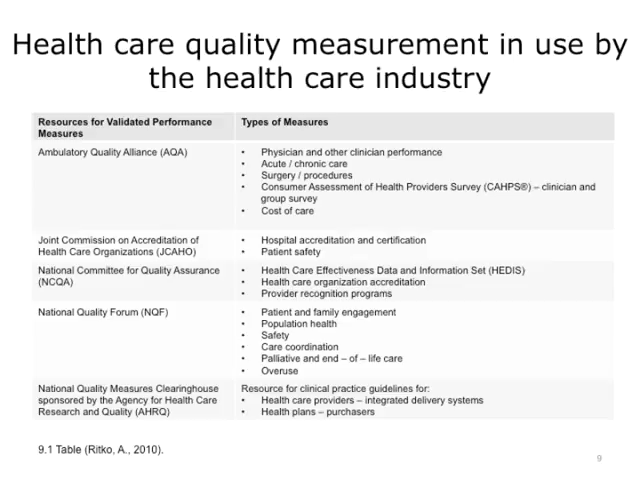 Health care quality measurement in use by
the health care industry
Resources for Validated Performance
Measures
Types of Measures
Ambulatory Quality Alliance (AQA)
• Physician and other clinician performance
• Acute / chronic care
• Surgery / procedures
• Consumer Assessment of Health Providers Survey (CAHPS®) – clinician and
group survey
• Cost of care
Joint Commission on Accreditation of
Health Care Organizations (JCAHO)
• Hospital accreditation and certification
• Patient safety
National Committee for Quality Assurance
(NCQA)
• Health Care Effectiveness Data and Information Set (HEDIS)
• Health care organization accreditation
• Provider recognition programs
National Quality Forum (NQF)
• Patient and family engagement
• Population health
• Safety
• Care coordination
• Palliative and end – of – life care
• Overuse
National Quality Measures Clearinghouse
sponsored by the Agency for Health Care
Research and Quality (AHRQ)
Resource for clinical practice guidelines for:
• Health care providers – integrated delivery systems
• Health plans – purchasers
9.1 Table (Ritko, A., 2010).
9